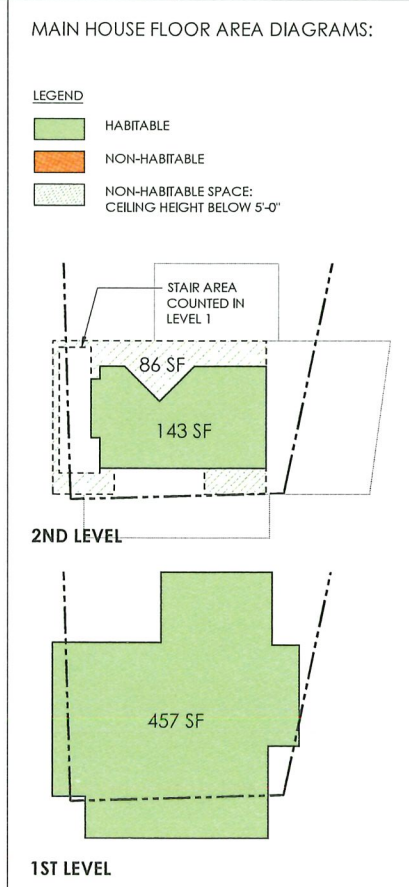 MAIN HOUSE FLOOR AREA DIAGRAMS:
LEGEND
HABITABLE
NON-HABITABLE
NON-HABITABLE SPACE:
CEILING HEIGHT BELOW 5'-0"
STAIR AREA
COUNTED IN
LEVEL 1
86 SF
143 SF
2ND LEVEL
457 SF
1ST LEVEL